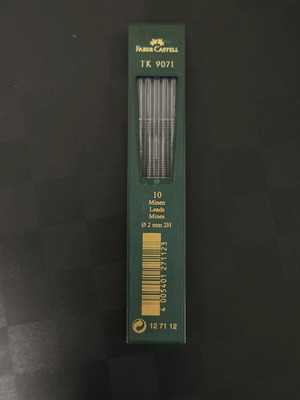 FABER-CASTELL
TK 9071
10
Minen
Leads
Mines
Ø 2 mm 2H
4 005401 271123
12 71 12